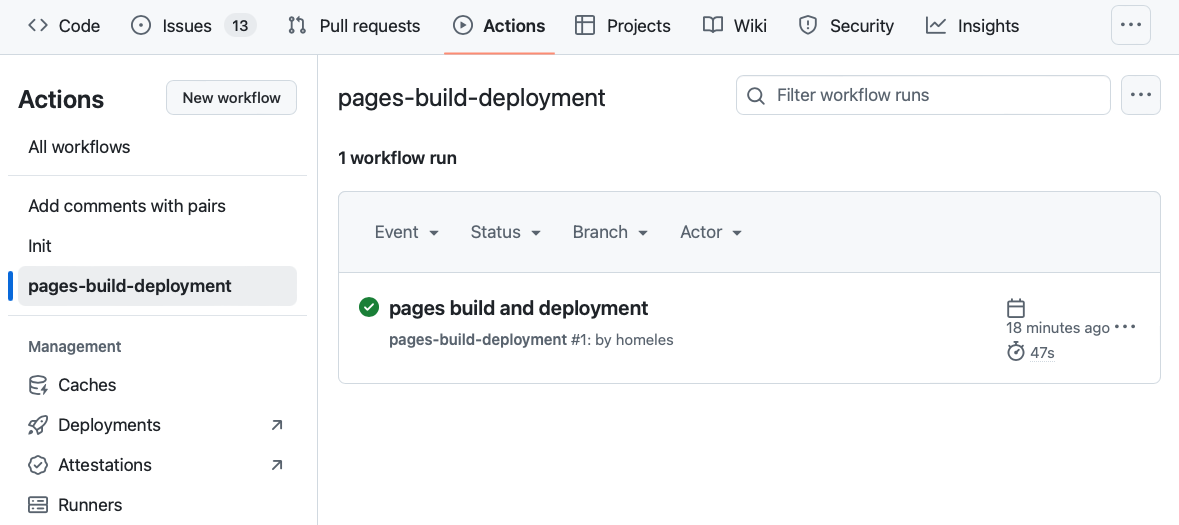 Code Issues 13 Pull requests Actions Projects Wiki Security Insights
Actions
New workflow
All workflows
Add comments with pairs
Init
pages-build-deployment
Management
Caches
Deployments
Attestations
Runners
pages-build-deployment
Filter workflow runs
1 workflow run
Event Status Branch Actor
pages build and deployment
pages-build-deployment #1: by homeles
18 minutes ago
47s